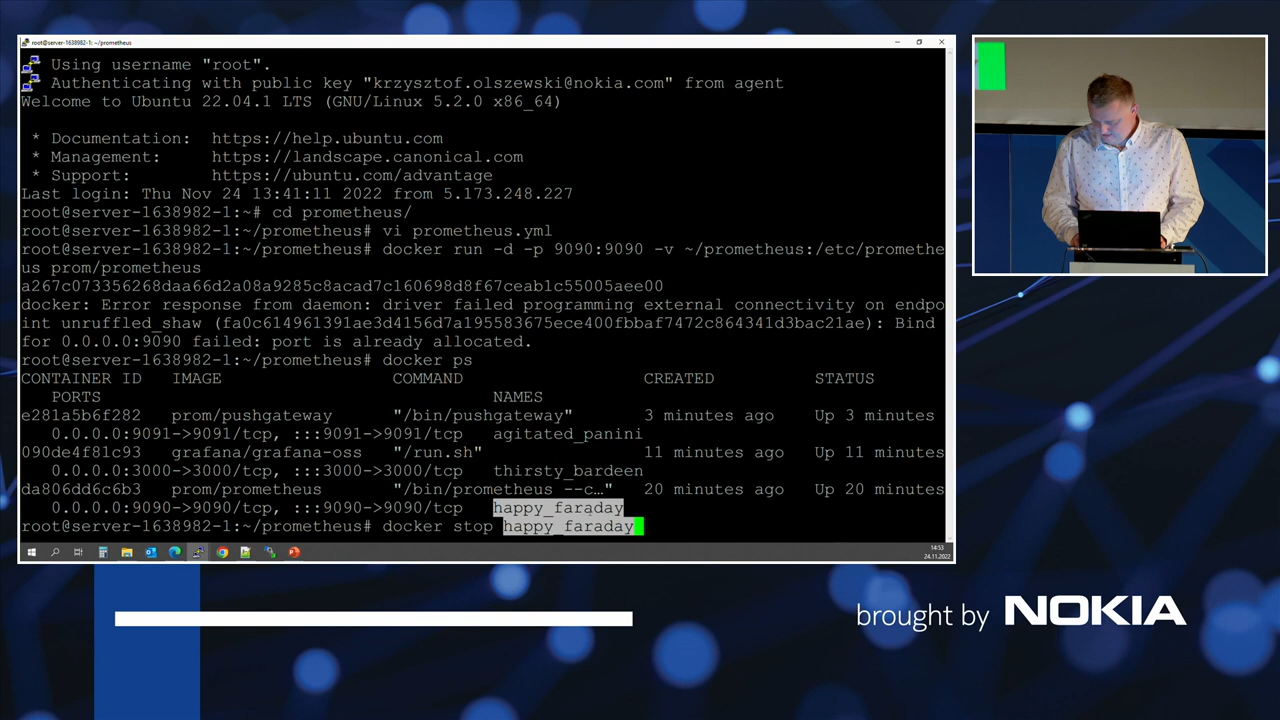 root@server-1638982-1: ~/prometheus
Using username "root".
Authenticating with public key "krzysztof.olszewski@nokia.com" from agent
Welcome to Ubuntu 22.04.1 LTS (GNU/Linux 5.2.0 x86_64)
* Documentation: https://help.ubuntu.com
* Management: https://landscape.canonical.com
* Support: https://ubuntu.com/advantage
Last login: Thu Nov 24 13:41:11 2022 from 5.173.248.227
root@server-1638982-1:~# cd prometheus/
root@server-1638982-1:~/prometheus# vi prometheus.yml
root@server-1638982-1:~/prometheus# docker run -d -p 9090:9090 -v ~/prometheus:/etc/promethe
us prom/prometheus
a267c073356268daa66d2a08a9285c8acad7c160698d8f67ceab1c55005aee00
docker: Error response from daemon: driver failed programming external connectivity on endpo
int unruffled_shaw (fa0c614961391ae3d4156d7a195583675ece400fbbaf7472c864341d3bac21ae): Bind
for 0.0.0.0:9090 failed: port is already allocated.
root@server-1638982-1:~/prometheus# docker ps
CONTAINER ID IMAGE COMMAND CREATED STATUS
PORTS NAMES
e281a5b6f282 prom/pushgateway "/bin/pushgateway" 3 minutes ago Up 3 minutes
0.0.0.0:9091->9091/tcp, :::9091->9091/tcp agitated_panini
090de4f81c93 grafana/grafana-oss "/run.sh" 11 minutes ago Up 11 minutes
0.0.0.0:3000->3000/tcp, :::3000->3000/tcp thirsty_bardeen
da806dd6c6b3 prom/prometheus "/bin/prometheus --c…" 20 minutes ago Up 20 minutes
0.0.0.0:9090->9090/tcp, :::9090->9090/tcp happy_faraday
root@server-1638982-1:~/prometheus# docker stop happy_faraday
14:53
24.11.2022
brought by NOKIA